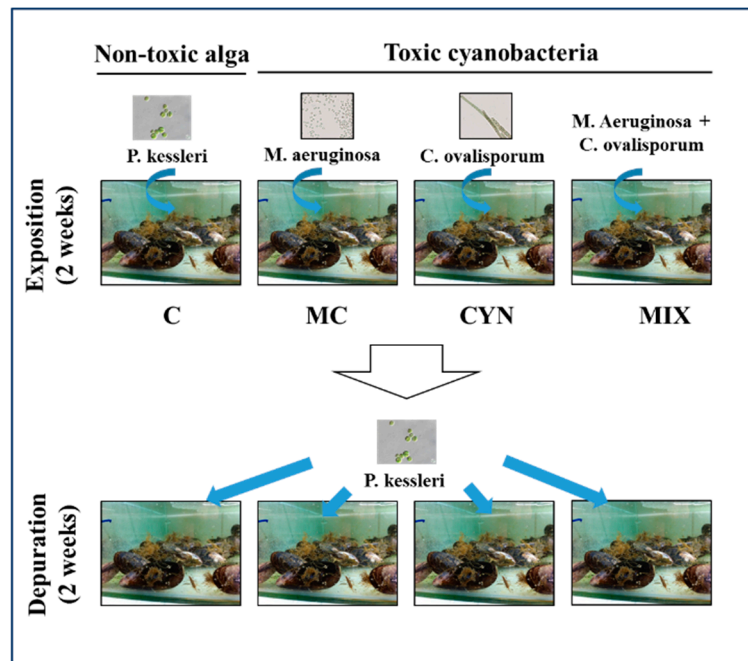 Non-toxic alga
Toxic cyanobacteria
P. kessleri
M. aeruginosa
C. ovalisporum
M. Aeruginosa +
C. ovalisporum
Exposition
(2 weeks)
C
MC
CYN
MIX
P. kessleri
Depuration
(2 weeks)